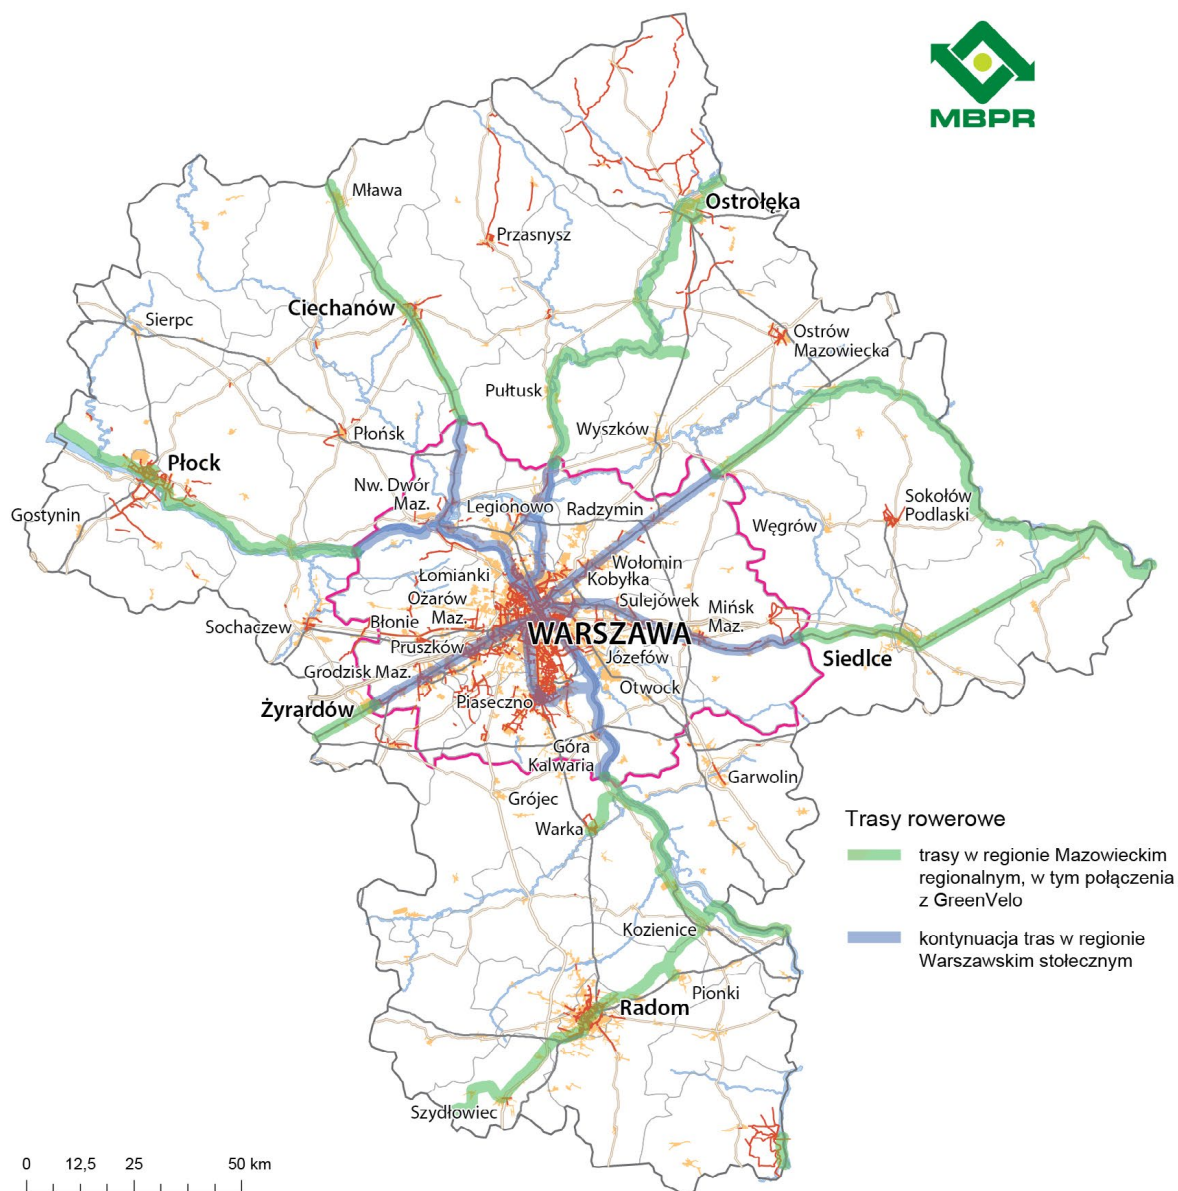 MBPR
Mława
Ostrołęka
Przasnysz
Ciechanów
Sierpc
Ostrów
Mazowiecka
Pułtusk
Wyszków
Płońsk
Płock
Nw. Dwór
Maz.
Legionowo
Radzymin
Sokołów
Podlaski
Gostynin
Węgrów
Wołomin
Kobyłka
Łomianki
Ożarów
Maz.
Sulejówek
Mińsk
Maz.
Błonie
Sochaczew
WARSZAWA
Pruszków
Józefów
Siedlce
Grodzisk Maz.
Otwock
Piaseczno
Żyrardów
Góra
Kalwaria
Garwolin
Grójec
Warka
Trasy rowerowe
trasy w regionie Mazowieckim
regionalnym, w tym połączenia
z GreenVelo
kontynuacja tras w regionie
Warszawskim stołecznym
Kozienice
Pionki
Radom
Szydłowiec
0 12,5 25 50 km